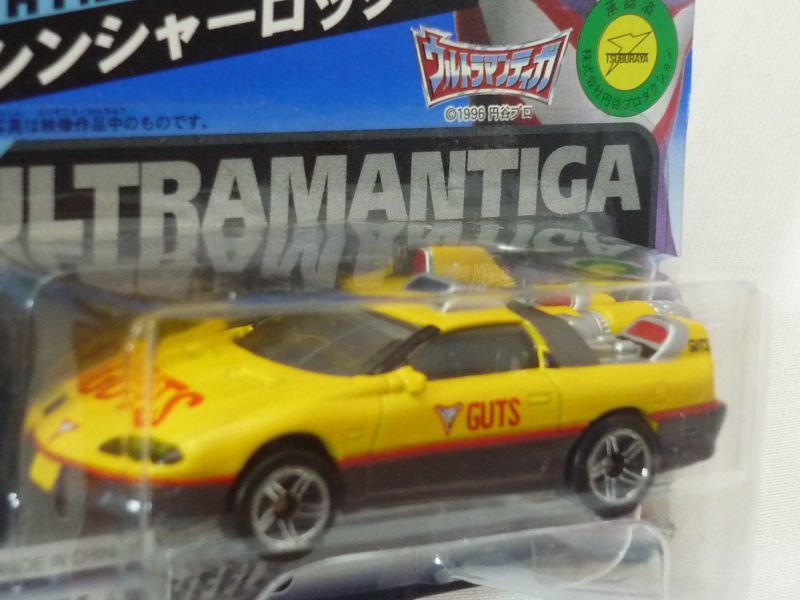 ンシャーロック
ウルトラマンティガ
©1996 円谷プロ
承認済
TSUBURAYA
株式会社円谷プロダクション
写真は映像作品中のものです。
ULTRAMANTIGA
GUTS
GUTS
GUTS
MADE IN CHINA
WHEEL